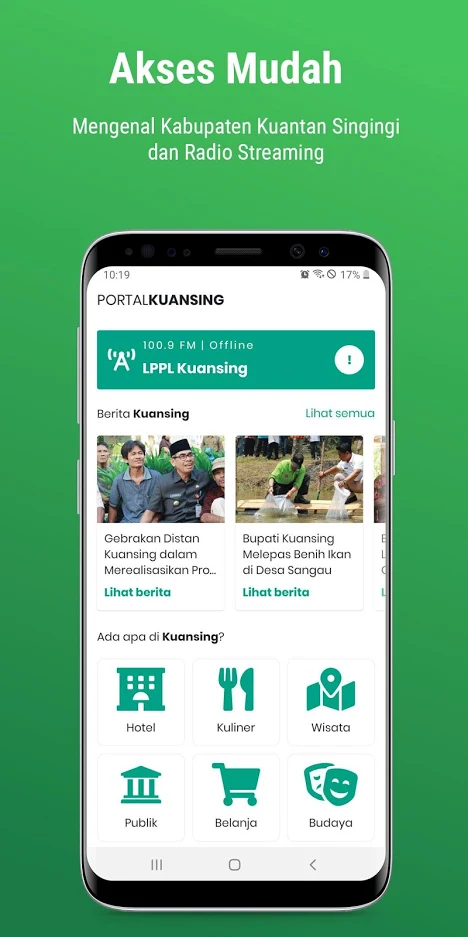 Akses Mudah
Mengenal Kabupaten Kuantan Singingi
dan Radio Streaming
10:19
17%
PORTALKUANSING
100.9 FM | Offline
LPPL Kuansing
!
Berita Kuansing
Lihat semua
Gebrakan Distan
Kuansing dalam
Merealisasikan Pro...
Lihat berita
Bupati Kuansing
Melepas Benih Ikan
di Desa Sangau
Lihat berita
Ada apa di Kuansing?
Hotel
Kuliner
Wisata
Publik
Belanja
Budaya